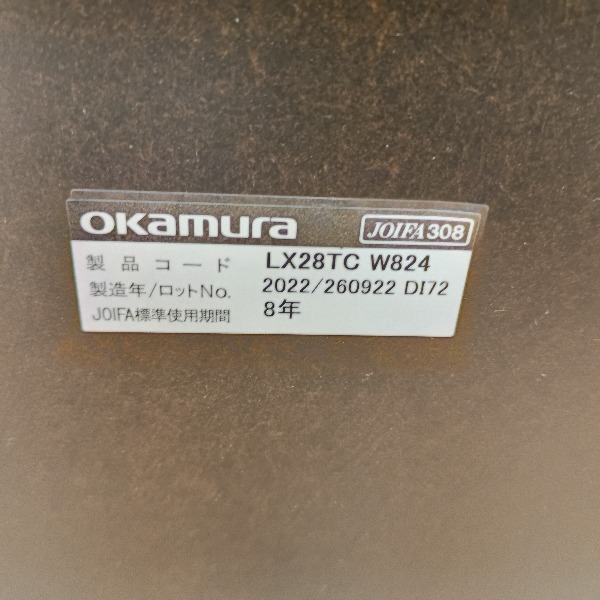 okamura
JOIFA308
製品コード LX28TC W824
製造年/ロットNo. 2022/260922 DI72
JOIFA標準使用期間 8年